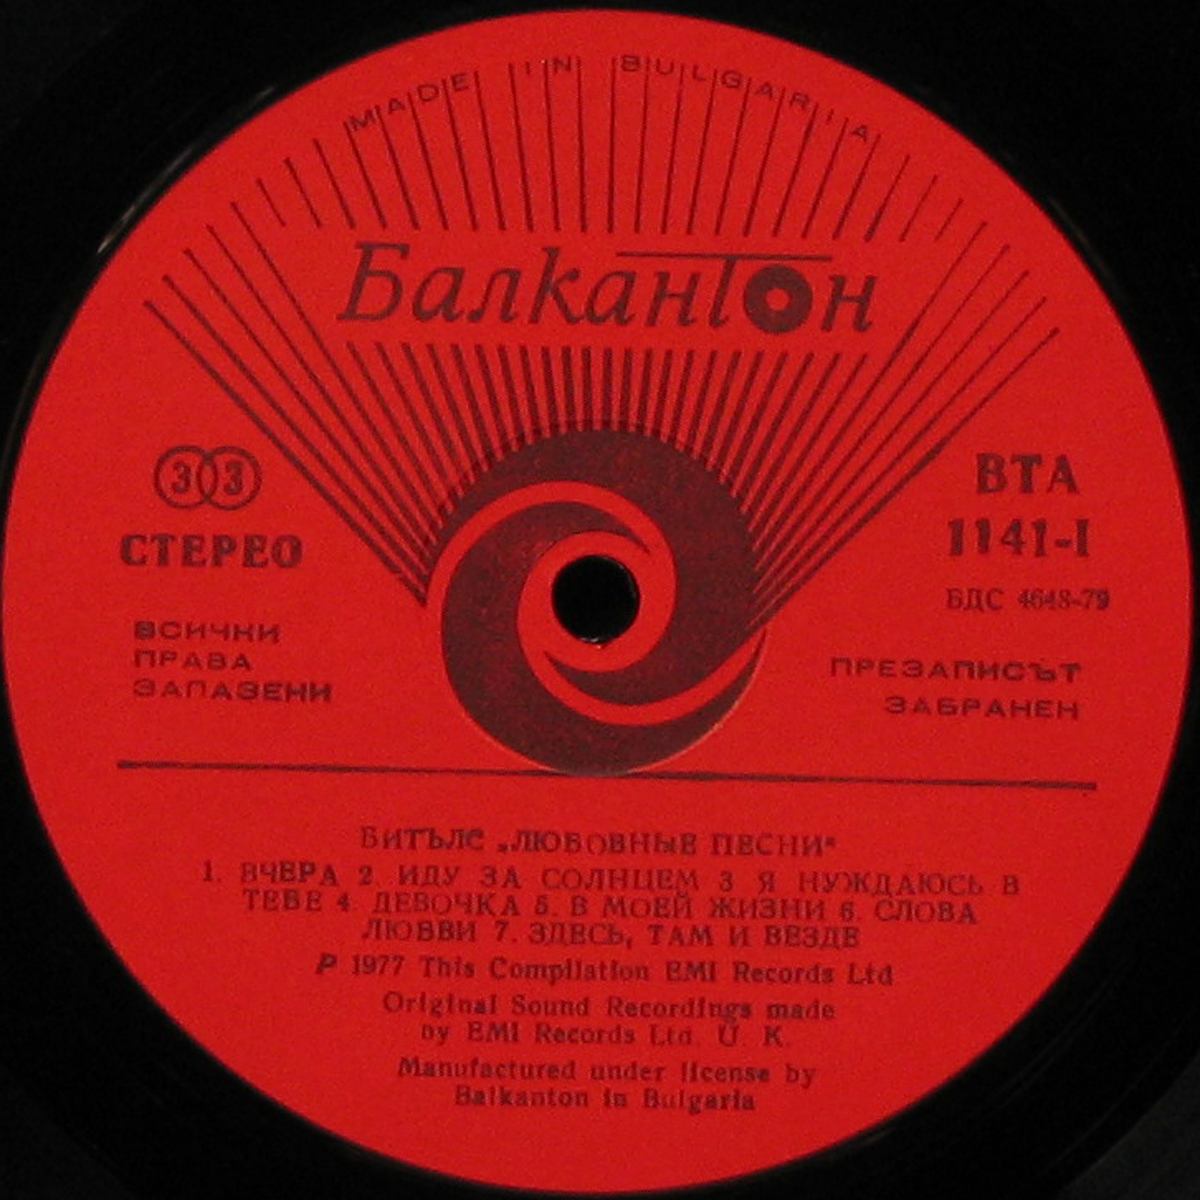 MADE IN BULGARIA
Балкантон
33
СТЕРЕО
ВТА
1141-I
БДС 4648-79
ВСИЧКИ
ПРАВА
ЗАПАЗЕНИ
ПРЕЗАПИСЪТ
ЗАБРАНЕН
БИТЪЛС „ЛЮБОВНЫЕ ПЕСНИ“
1. ВЧЕРА 2. ИДУ ЗА СОЛНЦЕМ 3 Я НУЖДАЮСЬ В
ТЕБЕ 4. ДЕВОЧКА 5. В МОЕЙ ЖИЗНИ 6. СЛОВА
ЛЮБВИ 7. ЗДЕСЬ, ТАМ И ВЕЗДЕ
P 1977 This Compilation EMI Records Ltd
Original Sound Recordings made
by EMI Records Ltd. U. K.
Manufactured under license by
Balkanton in Bulgaria